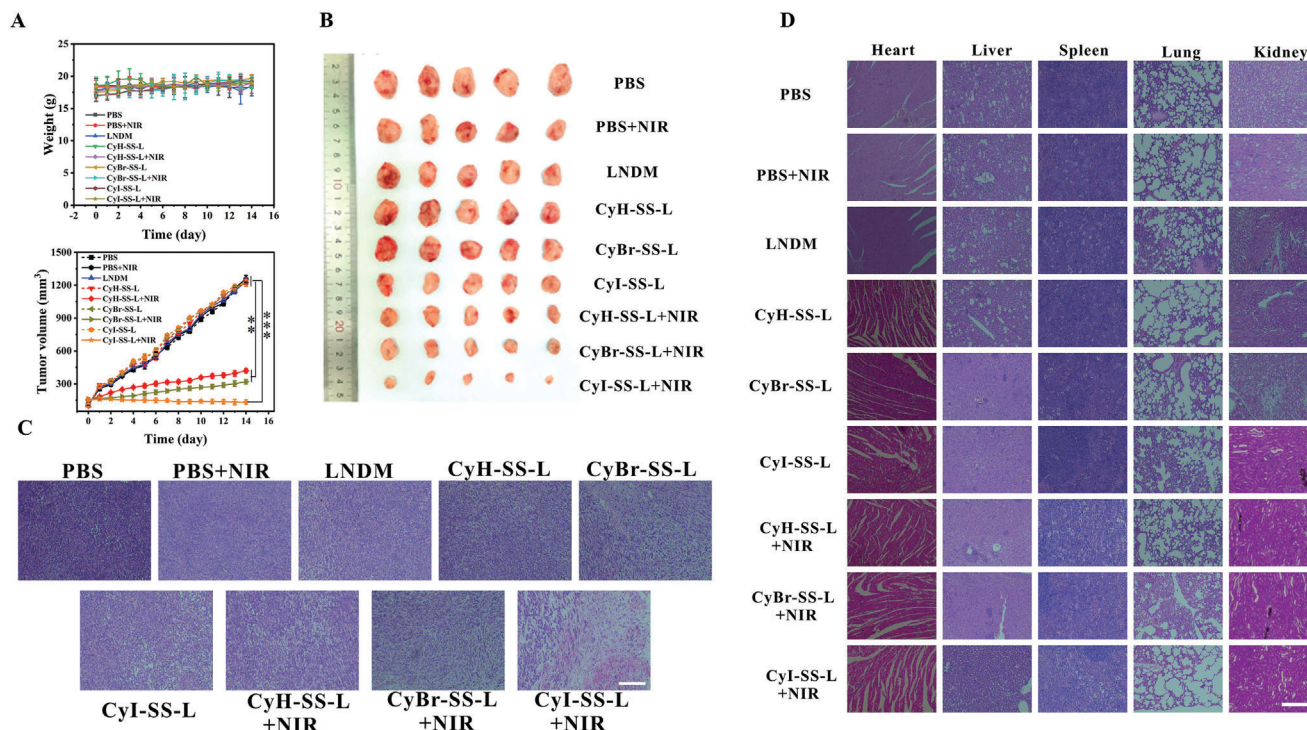 A
Weight (g)
25
20
15
10
5
0
PBS
PBS+NIR
LNDM
CyH-SS-L
CyH-SS-L+NIR
CyBr-SS-L
CyBr-SS-L+NIR
CyI-SS-L
CyI-SS-L+NIR
-2 0 2 4 6 8 10 12 14 16
Time (day)
Tumor volume (mm3)
1500
1200
900
600
300
PBS
PBS+NIR
LNDM
CyH-SS-L
CyH-SS-L+NIR
CyBr-SS-L
CyBr-SS-L+NIR
CyI-SS-L
CyI-SS-L+NIR
**
***
0 2 4 6 8 10 12 14 16
Time (day)
B
PBS
PBS+NIR
LNDM
CyH-SS-L
CyBr-SS-L
CyI-SS-L
CyH-SS-L+NIR
CyBr-SS-L+NIR
CyI-SS-L+NIR
C
PBS PBS+NIR LNDM CyH-SS-L CyBr-SS-L
CyI-SS-L CyH-SS-L CyBr-SS-L CyI-SS-L
+NIR +NIR +NIR
D
Heart Liver Spleen Lung Kidney
PBS
PBS+NIR
LNDM
CyH-SS-L
CyBr-SS-L
CyI-SS-L
CyH-SS-L
+NIR
CyBr-SS-L
+NIR
CyI-SS-L
+NIR